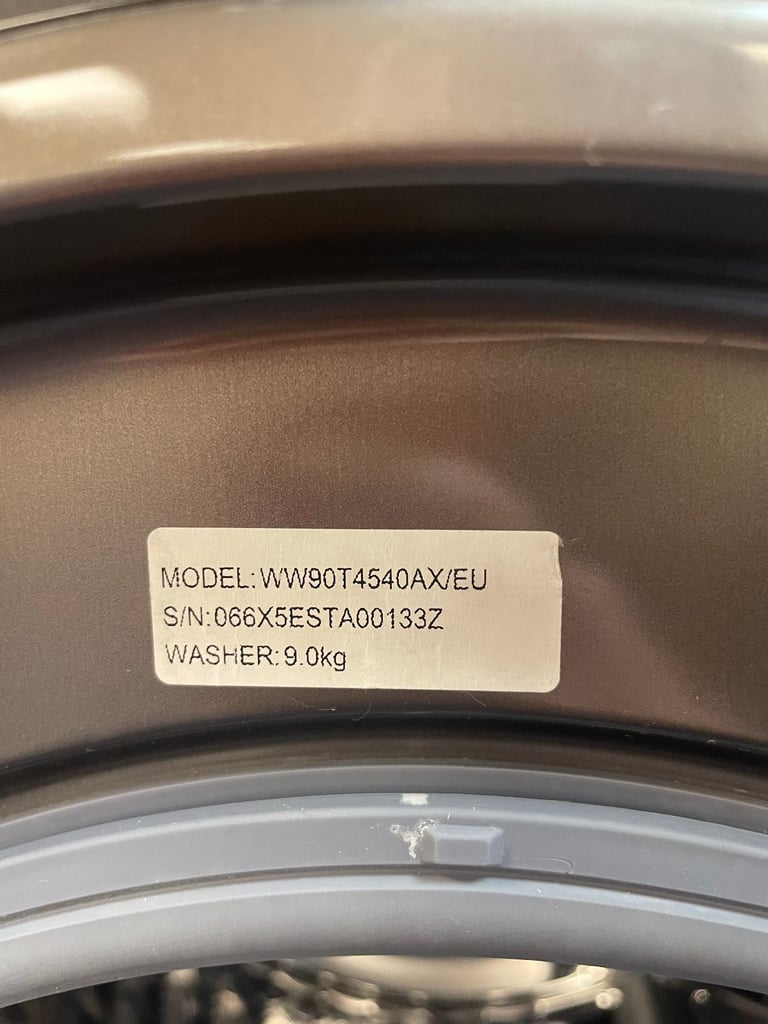 MODEL:WW90T4540AX/EU
S/N:066X5ESTA00133Z
WASHER:9.0kg